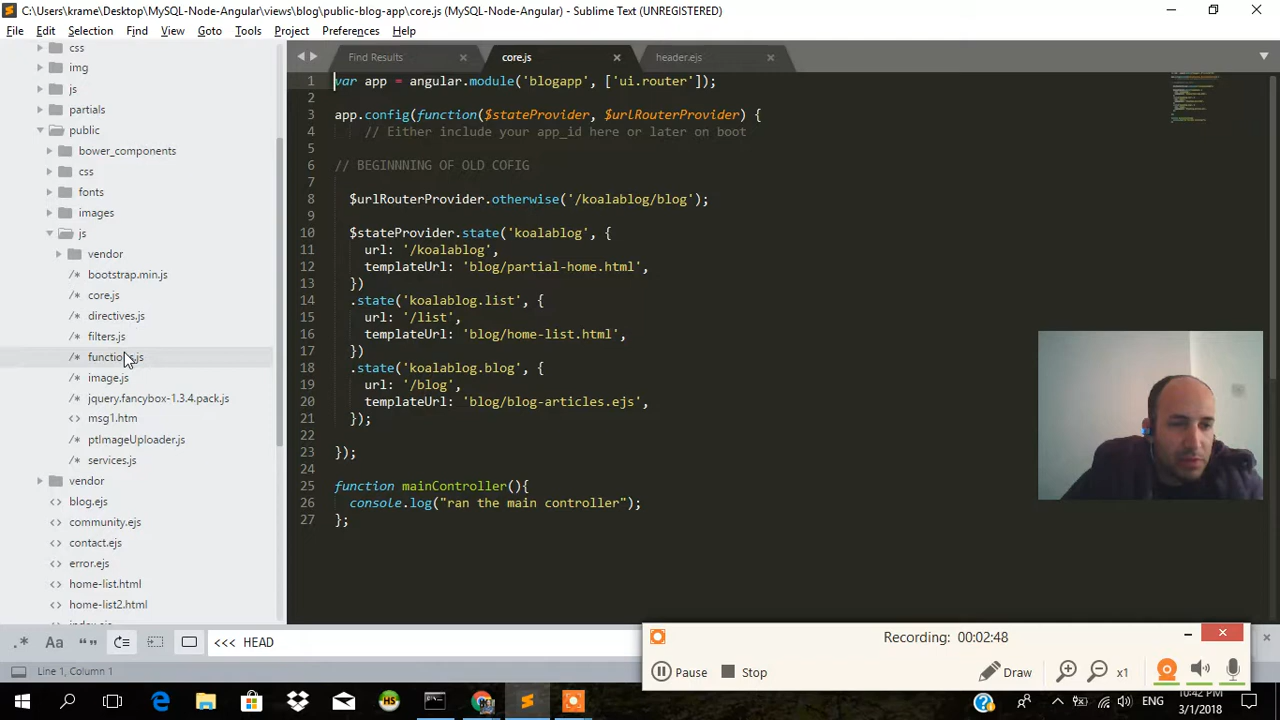 C:\Users\krame\Desktop\MySQL-Node-Angular\views\blog\public-blog-app\core.js (MySQL-Node-Angular) - Sublime Text (UNREGISTERED)
File Edit Selection Find View Goto Tools Project Preferences Help
css
img
js
partials
public
bower_components
css
fonts
images
js
vendor
bootstrap.min.js
core.js
directives.js
filters.js
image.js
jquery.fancybox-1.3.4.pack.js
msg1.htm
ptImageUploader.js
services.js
vendor
blog.ejs
community.ejs
contact.ejs
error.ejs
home-list.html
home-list2.html
Find Results core.js header.ejs
1 var app = angular.module('blogapp', ['ui.router']);
2
3 app.config(function($stateProvider, $urlRouterProvider) {
4 // Either include your app_id here or later on boot
5
6 // BEGINNNING OF OLD COFIG
7
8 $urlRouterProvider.otherwise('/koalablog/blog');
9
10 $stateProvider.state('koalablog', {
11 url: '/koalablog',
12 templateUrl: 'blog/partial-home.html',
13 })
14 .state('koalablog.list', {
15 url: '/list',
16 templateUrl: 'blog/home-list.html',
17 })
18 .state('koalablog.blog', {
19 url: '/blog',
20 templateUrl: 'blog/blog-articles.ejs',
21 });
22
23 });
24
25 function mainController(){
26 console.log("ran the main controller");
27 };
.* Aa “ ” <<< HEAD
Line 1, Column 1
Recording: 00:02:48
Pause Stop Draw x1
ENG
10:42 PM
3/1/2018